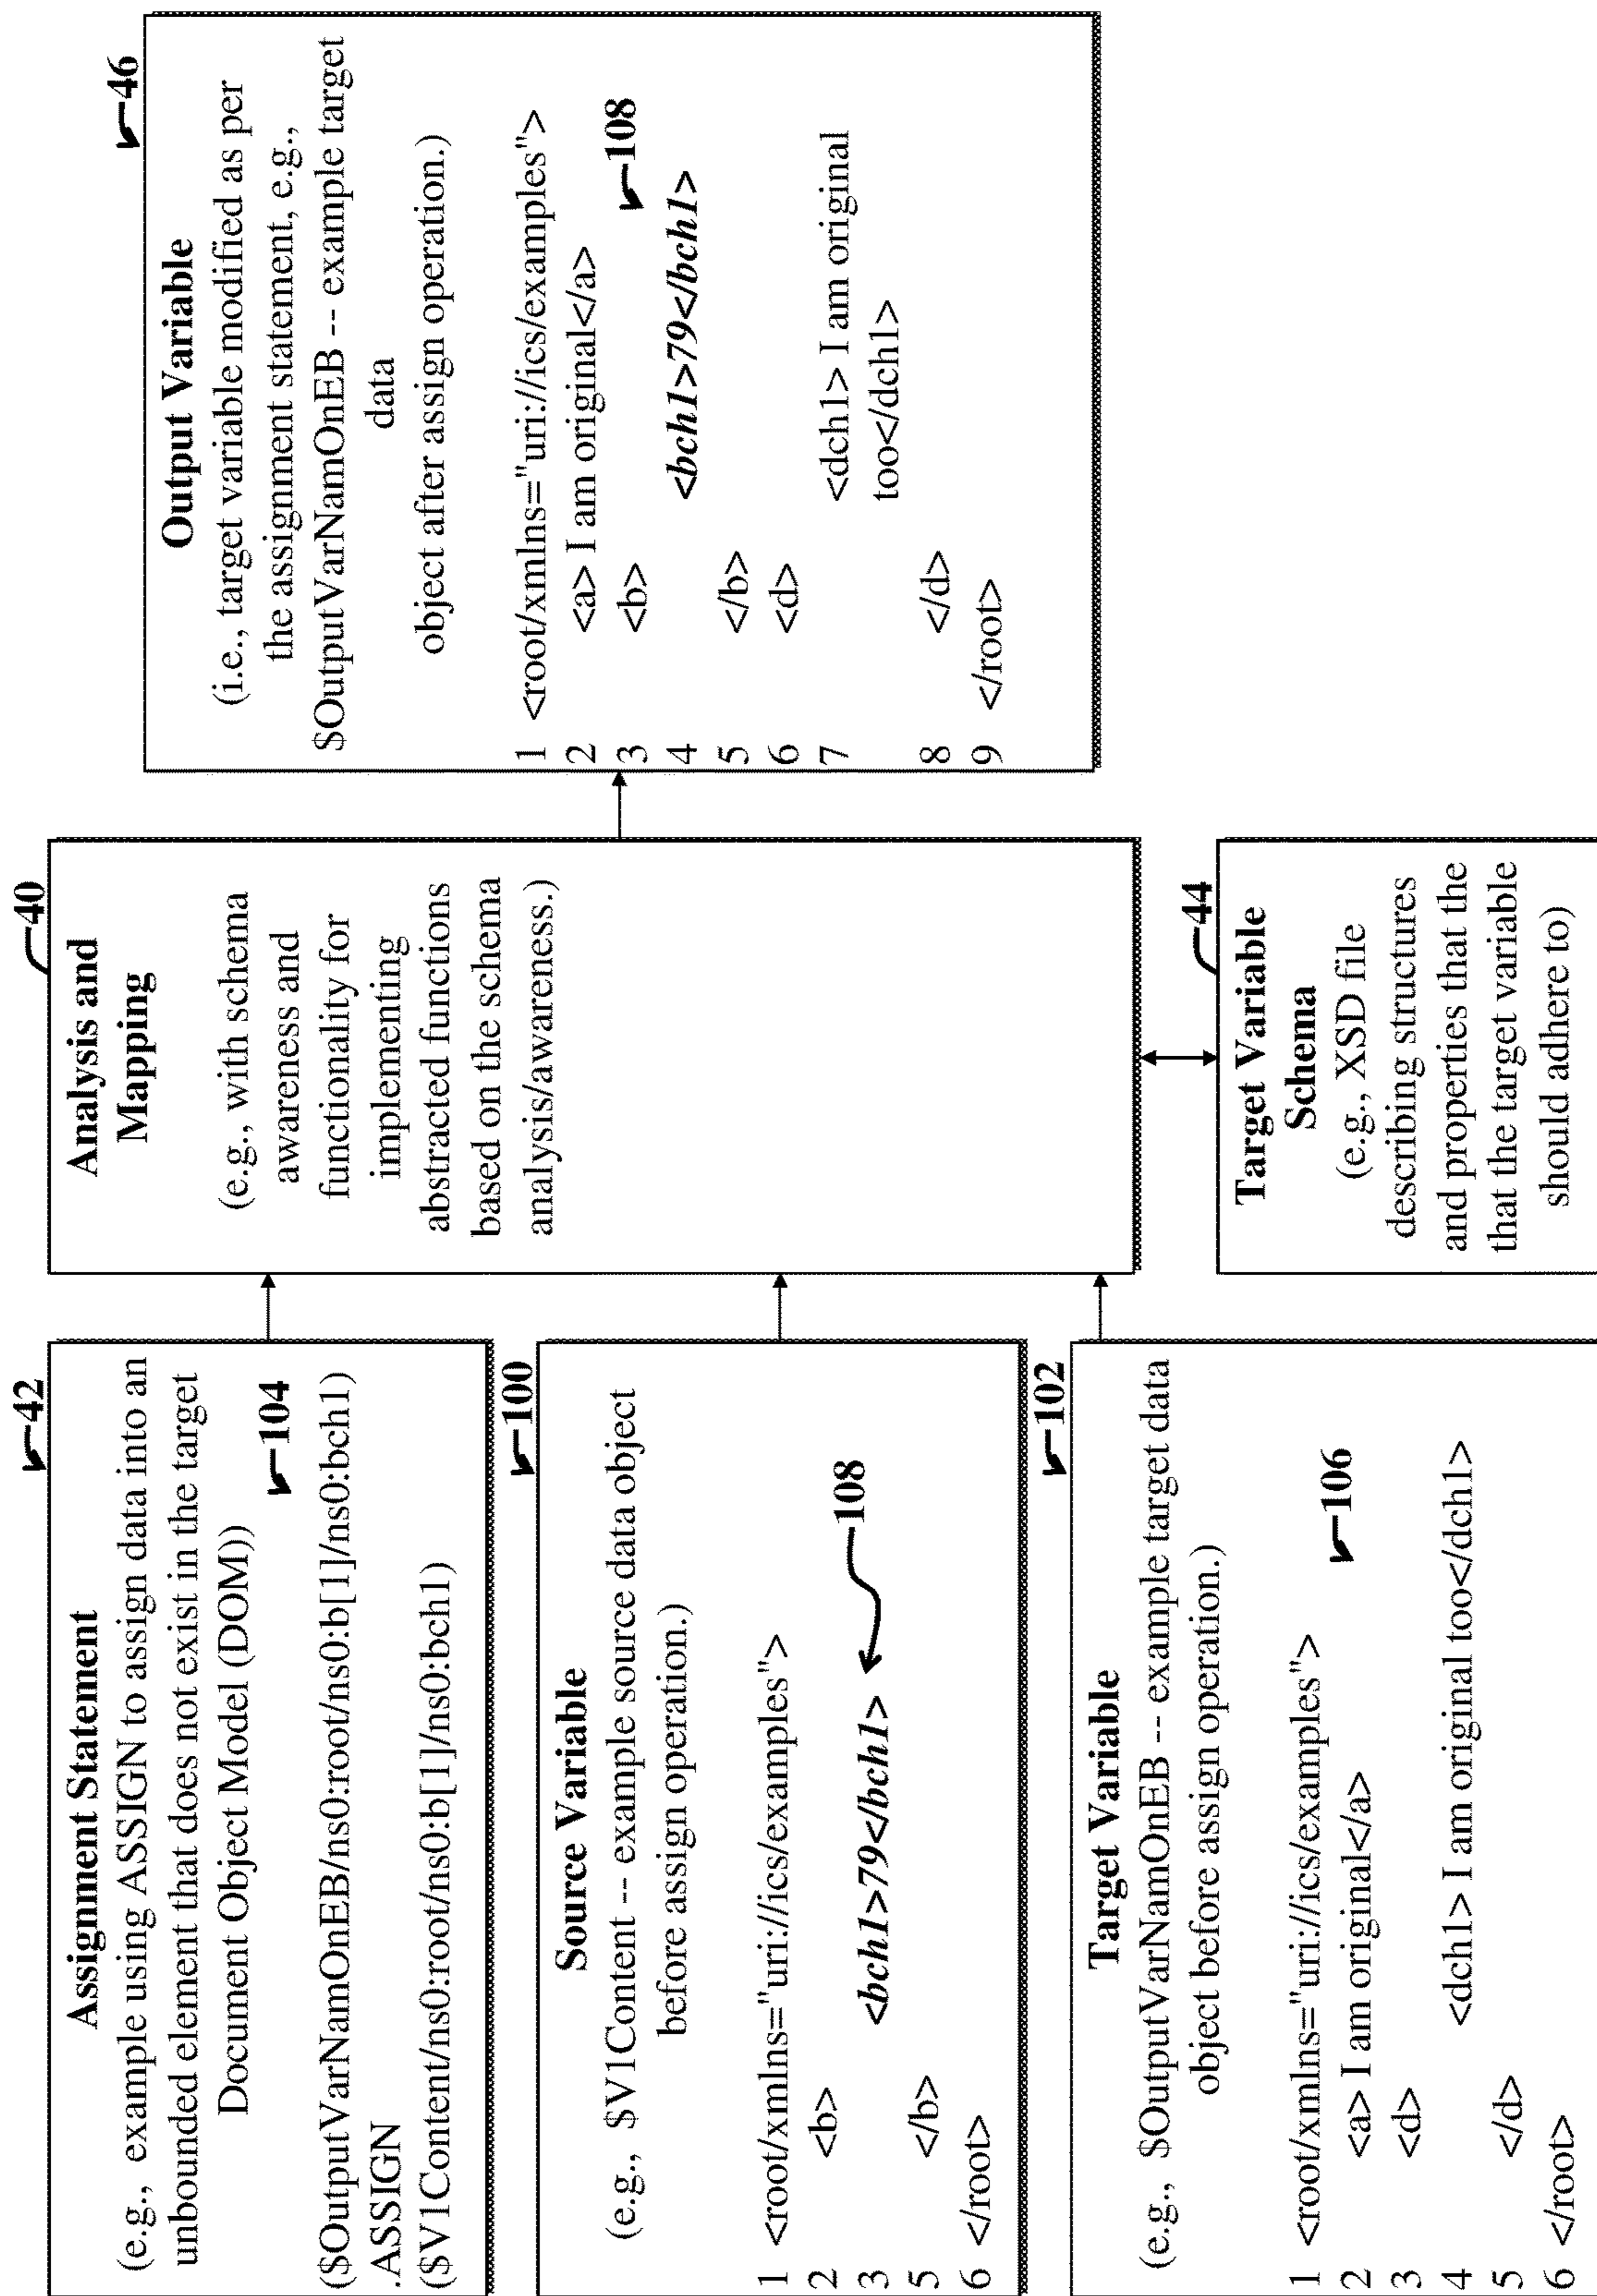 42
Assignment Statement
(e.g., example using ASSIGN to assign data into an
unbounded element that does not exist in the target
Document Object Model (DOM))
104
($OutputVarNamOnEB/ns0:root/ns0:b[1]/ns0:bch1)
.ASSIGN
($V1Content/ns0:root/ns0:b[1]/ns0:bch1)
100
Source Variable
(e.g., $V1Content -- example source data object
before assign operation.)
1 <root/xmlns="uri://ics/examples">
2 <b>
3 <bch1>79</bch1>
108
5 </b>
6 </root>
102
Target Variable
(e.g., $OutputVarNamOnEB -- example target data
object before assign operation.)
1 <root/xmlns="uri://ics/examples">
2 <a> I am original</a>
106
3 <d>
4 <dch1> I am original too</dch1>
5 </d>
6 </root>
40
Analysis and
Mapping
(e.g., with schema
awareness and
functionality for
implementing
abstracted functions
based on the schema
analysis/awareness.)
44
Target Variable
Schema
(e.g., XSD file
describing structures
and properties that the
that the target variable
should adhere to)
46
Output Variable
(i.e., target variable modified as per
the assignment statement, e.g.,
$OutputVarNamOnEB -- example target
data
object after assign operation.)
1 <root/xmlns="uri://ics/examples">
2 <a> I am original</a>
3 <b>
108
4 <bch1>79</bch1>
5 </b>
6 <d>
7 <dch1> I am original
too</dch1>
8 </d>
9 </root>